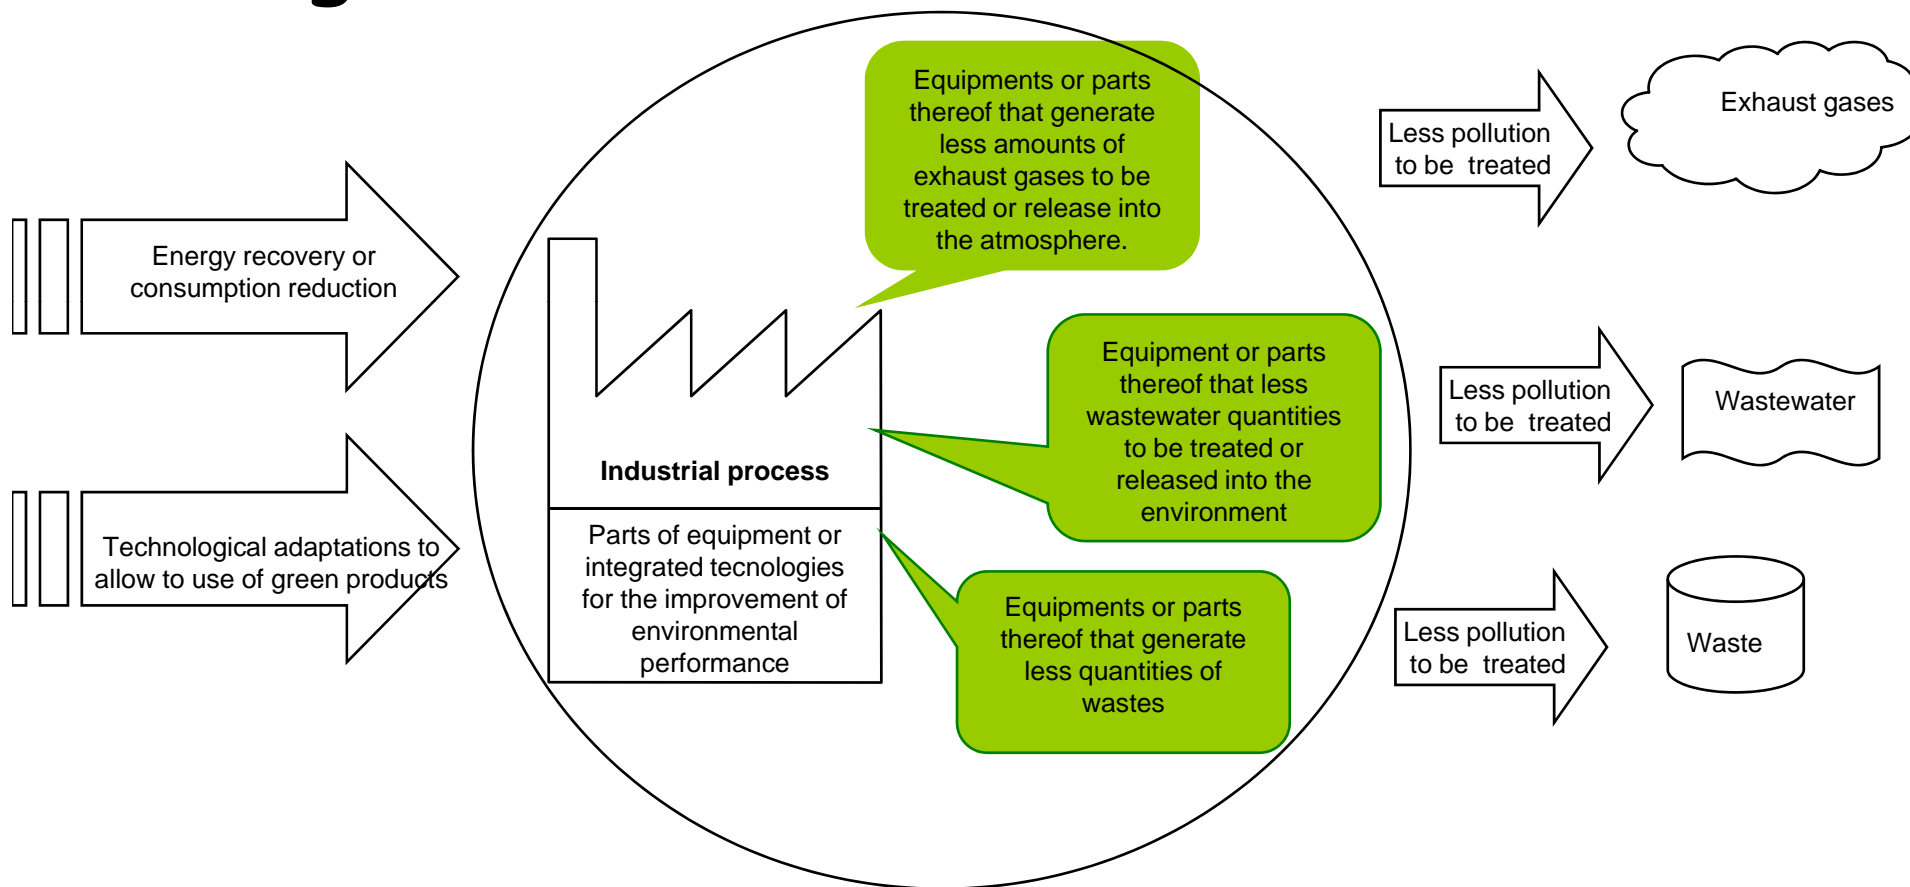 Energy recovery or
consumption reduction
Technological adaptations to
allow to use of green products
Equipments or parts
thereof that generate
less amounts of
exhaust gases to be
treated or release into
the atmosphere.
Industrial process
Parts of equipment or
integrated tecnologies
for the improvement of
environmental
performance
Equipment or parts
thereof that less
wastewater quantities
to be treated or
released into the
environment
Equipments or parts
thereof that generate
less quantities of
wastes
Less pollution
to be  treated
Exhaust gases
Less pollution
to be  treated
Wastewater
Less pollution
to be  treated
Waste